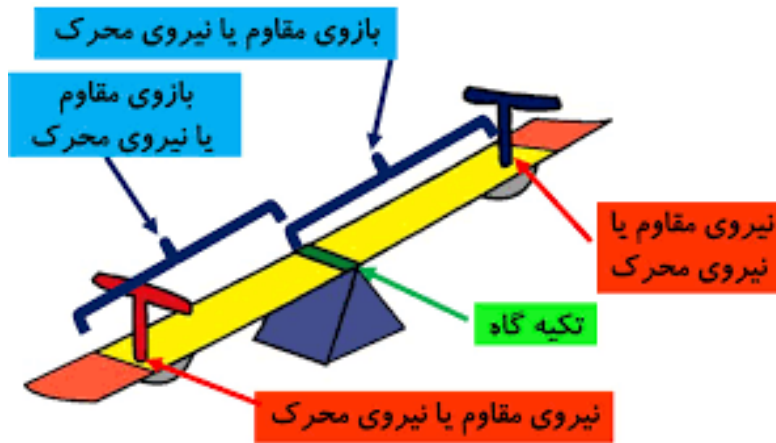 بازوی مقاوم یا نیروی محرک
بازوی مقاوم
یا نیروی محرک
نیروی مقاوم یا
نیروی محرک
تکیه گاه
نیروی مقاوم یا نیروی محرک